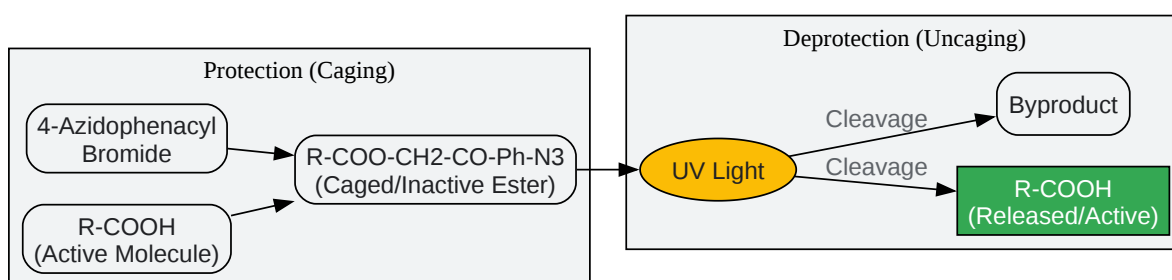 Protection (Caging)
4-Azidophenacyl
Bromide
R-COOH
(Active Molecule)
R-COO-CH2-CO-Ph-N3
(Caged/Inactive Ester)
Deprotection (Uncaging)
UV Light
Cleavage
Cleavage
Byproduct
R-COOH
(Released/Active)